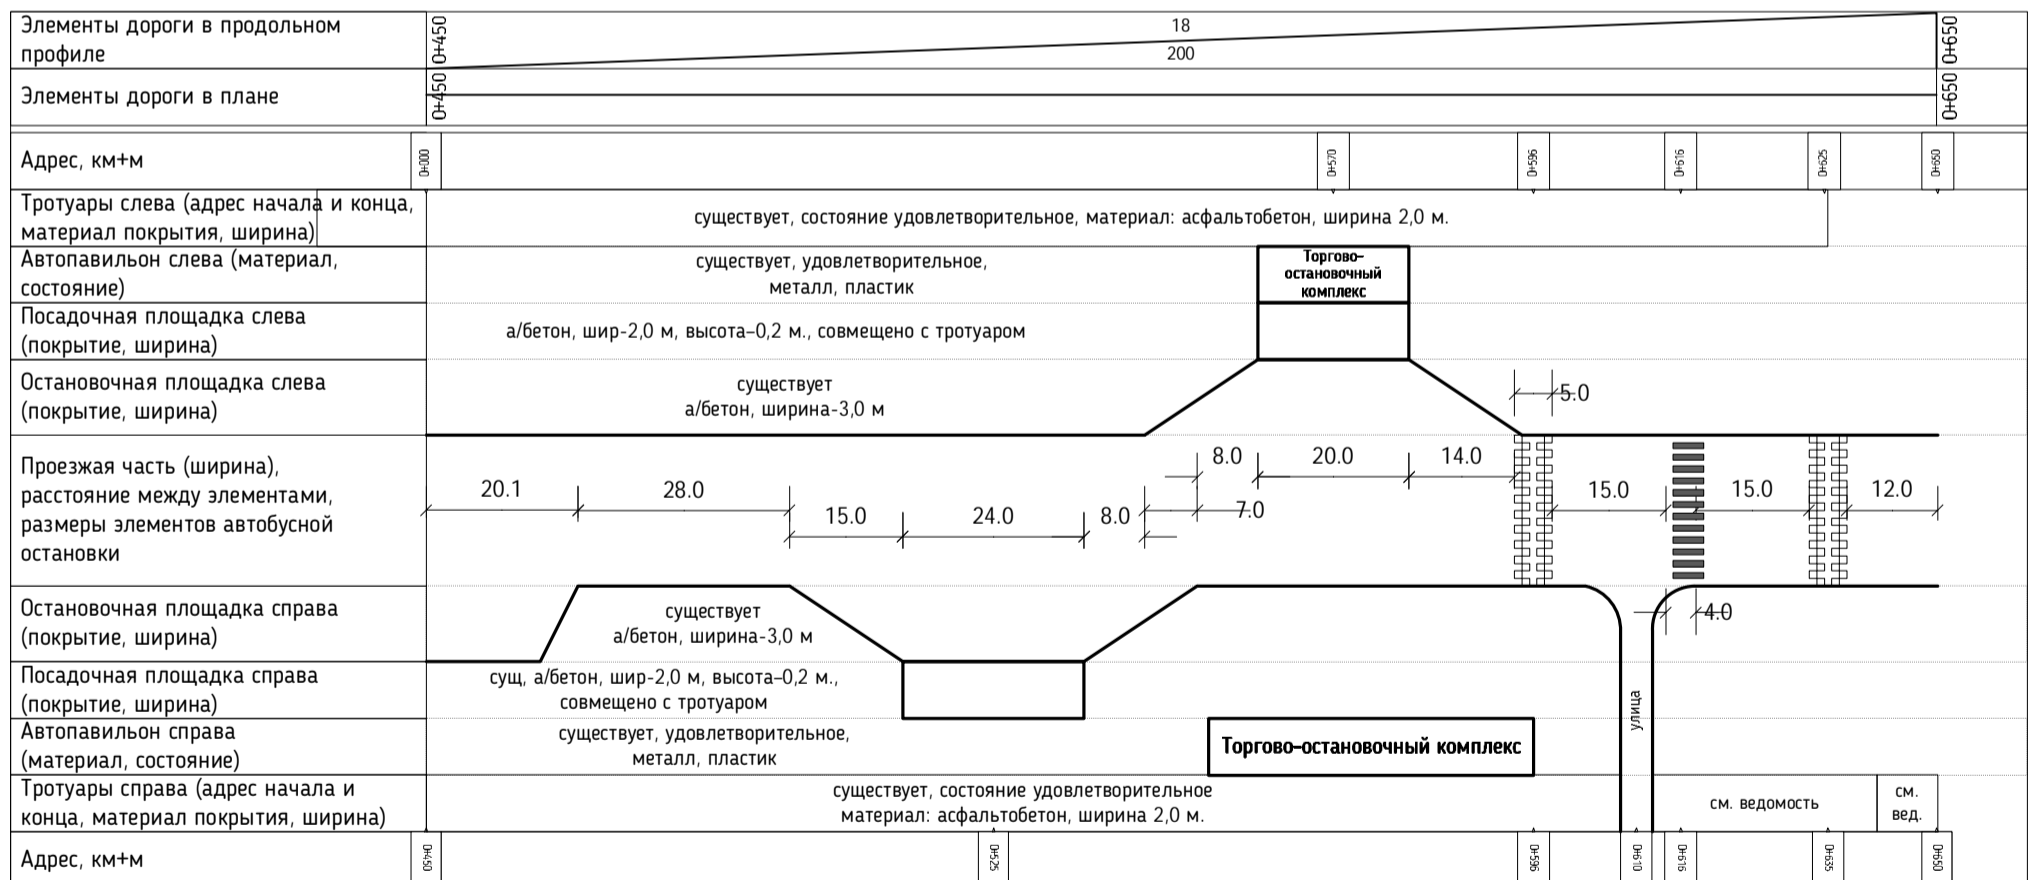 Элементы дороги в продольном
профиле
0+450
18
200
0+650
Элементы дороги в плане
0+450
0+650
Адрес, км+м
0+000
0+570
0+596
0+616
0+625
0+650
Тротуары слева (адрес начала и конца,
материал покрытия, ширина)
существует, состояние удовлетворительное, материал: асфальтобетон, ширина 2,0 м.
Автопавильон слева (материал,
состояние)
существует, удовлетворительное,
металл, пластик
Торгово-
остановочный
комплекс
Посадочная площадка слева
(покрытие, ширина)
а/бетон, шир-2,0 м, высота-0,2 м., совмещено с тротуаром
Остановочная площадка слева
(покрытие, ширина)
существует
а/бетон, ширина-3,0 м
5.0
Проезжая часть (ширина),
расстояние между элементами,
размеры элементов автобусной
остановки
20.1
28.0
15.0
24.0
8.0
7.0
8.0
20.0
14.0
15.0
15.0
12.0
Остановочная площадка справа
(покрытие, ширина)
существует
а/бетон, ширина-3,0 м
4.0
Посадочная площадка справа
(покрытие, ширина)
сущ, а/бетон, шир-2,0 м, высота-0,2 м.,
совмещено с тротуаром
улица
Автопавильон справа
(материал, состояние)
существует, удовлетворительное,
металл, пластик
Торгово-остановочный комплекс
Тротуары справа (адрес начала и
конца, материал покрытия, ширина)
существует, состояние удовлетворительное
материал: асфальтобетон, ширина 2,0 м.
см. ведомость
см.
вед.
Адрес, км+м
0+450
0+525
0+596
0+610
0+616
0+635
0+650